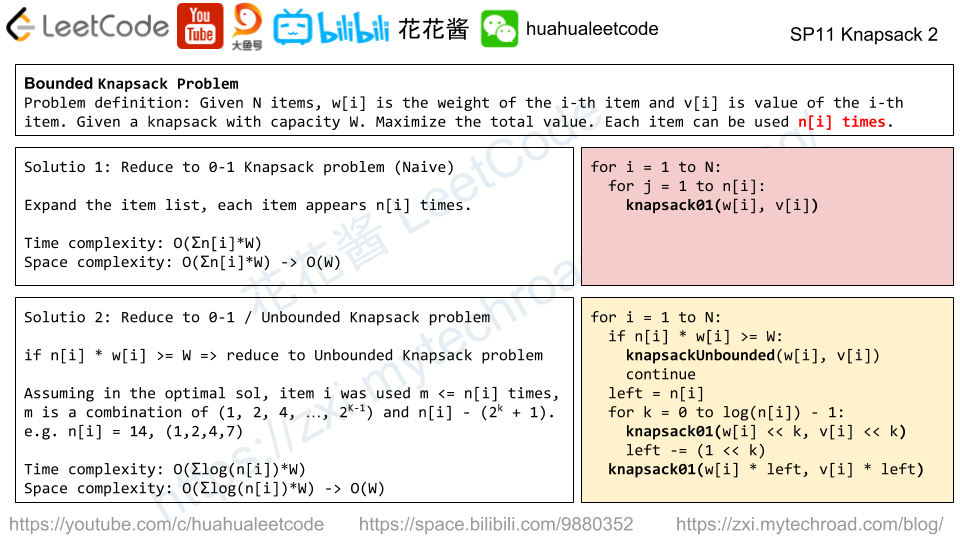 LeetCode
You
Tube
大鱼号
bilibili
花花酱
huahualeetcode
SP11 Knapsack 2
Bounded Knapsack Problem
Problem definition: Given N items, w[i] is the weight of the i-th item and v[i] is value of the i-th
item. Given a knapsack with capacity W. Maximize the total value. Each item can be used n[i] times.
Solutio 1: Reduce to 0-1 Knapsack problem (Naive)
Expand the item list, each item appears n[i] times.
Time complexity: O(Σn[i]*W)
Space complexity: O(Σn[i]*W) -> O(W)
for i = 1 to N:
for j = 1 to n[i]:
knapsack01(w[i], v[i])
Solutio 2: Reduce to 0-1 / Unbounded Knapsack problem
if n[i] * w[i] >= W => reduce to Unbounded Knapsack problem
Assuming in the optimal sol, item i was used m <= n[i] times,
m is a combination of (1, 2, 4, ..., 2^(K-1)) and n[i] - (2^k + 1).
e.g. n[i] = 14, (1,2,4,7)
Time complexity: O(Σlog(n[i])*W)
Space complexity: O(Σlog(n[i])*W) -> O(W)
for i = 1 to N:
if n[i] * w[i] >= W:
knapsackUnbounded(w[i], v[i])
continue
left = n[i]
for k = 0 to log(n[i]) - 1:
knapsack01(w[i] << k, v[i] << k)
left -= (1 << k)
knapsack01(w[i] * left, v[i] * left)
花花酱 LeetCode
https://zxi.mytechroad.com/blog/
https://youtube.com/c/huahualeetcode
https://space.bilibili.com/9880352
https://zxi.mytechroad.com/blog/